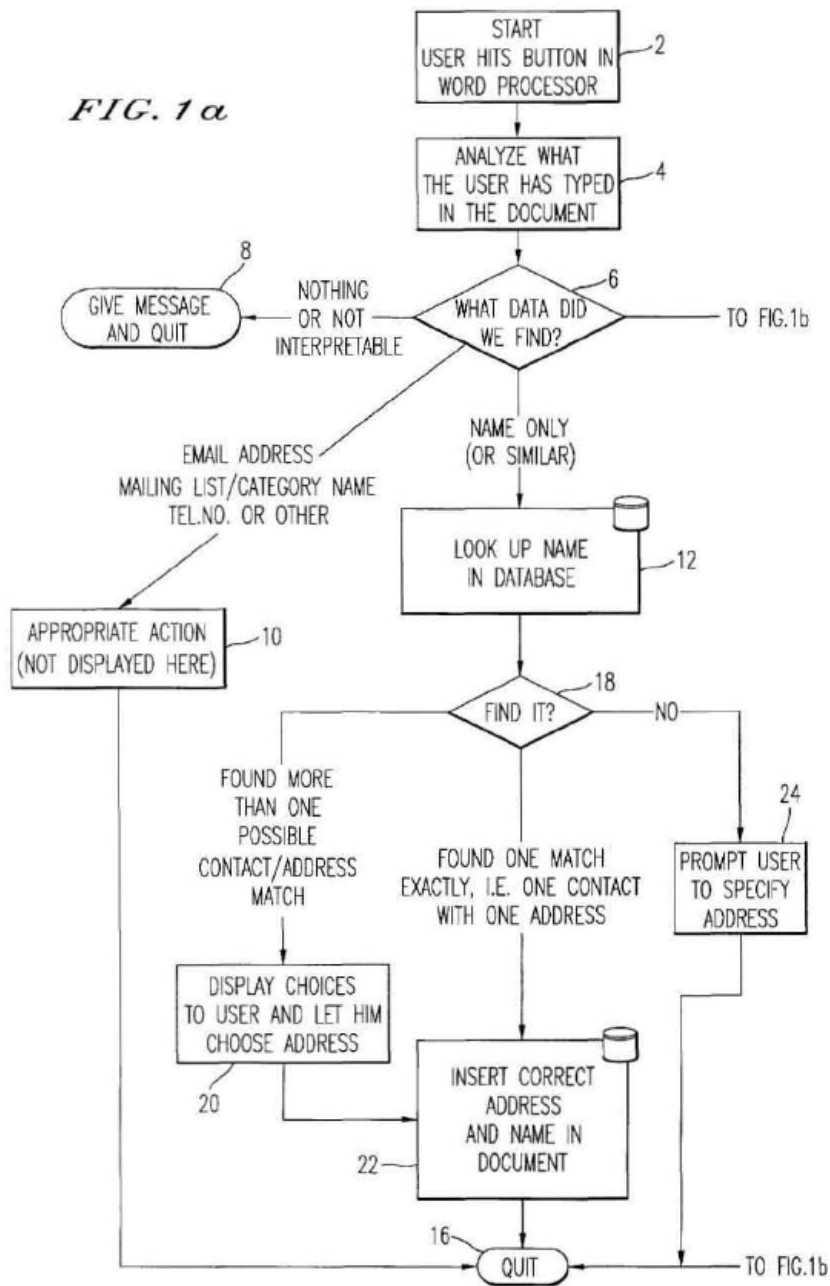 FIG. 1a
START
USER HITS BUTTON IN
WORD PROCESSOR
2
ANALYZE WHAT
THE USER HAS TYPED
IN THE DOCUMENT
4
8
GIVE MESSAGE
AND QUIT
NOTHING
OR NOT
INTERPRETABLE
6
WHAT DATA DID
WE FIND?
TO FIG.1b
EMAIL ADDRESS
MAILING LIST/CATEGORY NAME
TEL.NO. OR OTHER
NAME ONLY
(OR SIMILAR)
LOOK UP NAME
IN DATABASE
12
APPROPRIATE ACTION
(NOT DISPLAYED HERE)
10
18
FIND IT?
NO
FOUND MORE
THAN ONE
POSSIBLE
CONTACT/ADDRESS
MATCH
FOUND ONE MATCH
EXACTLY, I.E. ONE CONTACT
WITH ONE ADDRESS
24
PROMPT USER
TO SPECIFY
ADDRESS
DISPLAY CHOICES
TO USER AND LET HIM
CHOOSE ADDRESS
20
INSERT CORRECT
ADDRESS
AND NAME IN
DOCUMENT
22
16
QUIT
TO FIG.1b